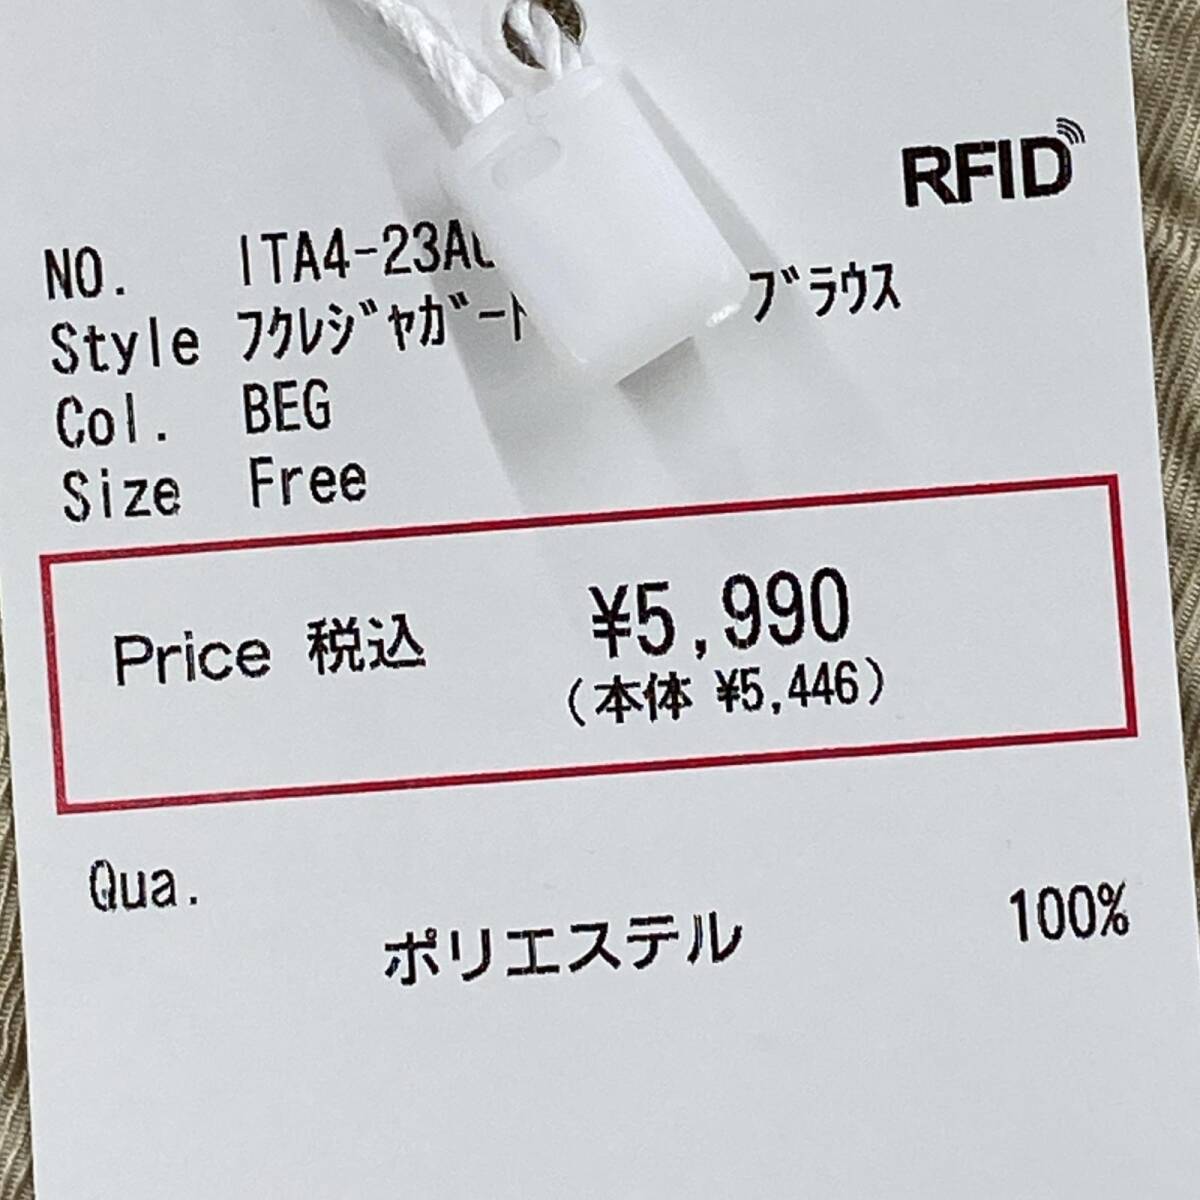 RFID
NO. ITA4-23A
Style フクレジャガート ブラウス
Col. BEG
Size Free
Price 税込 ¥5,990
(本体 ¥5,446)
Qua.
ポリエステル 100%